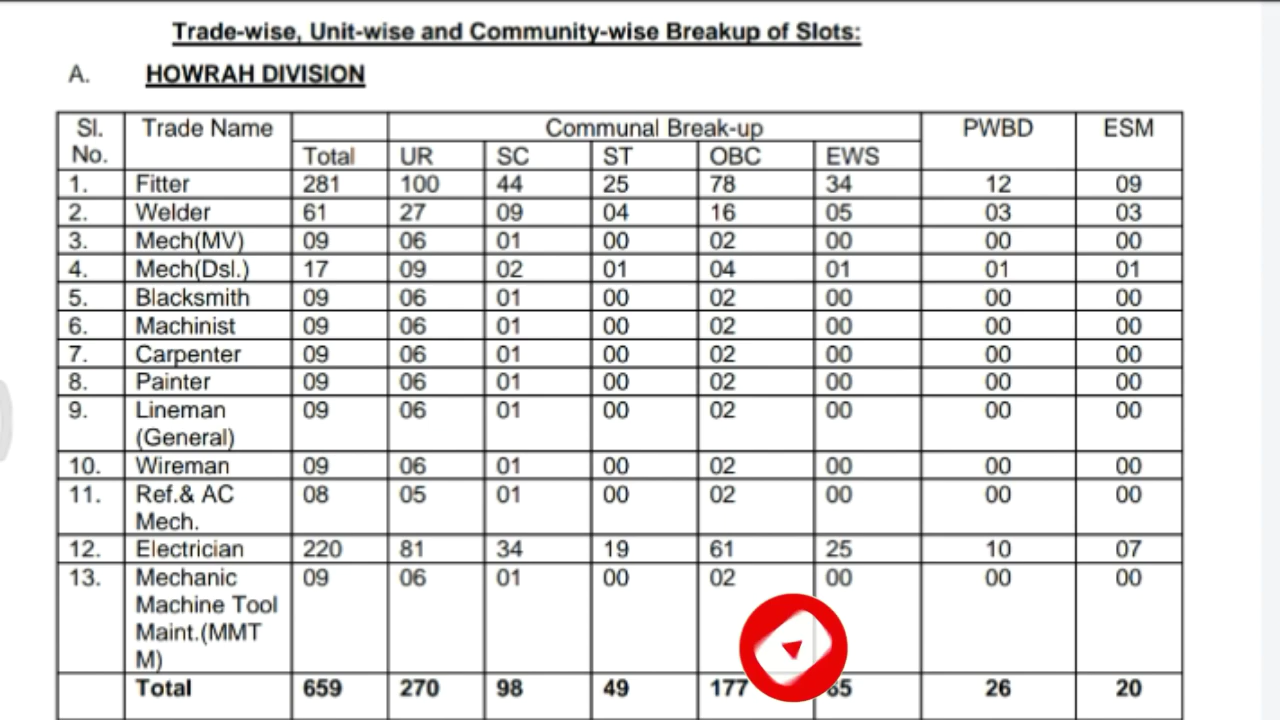 Trade-wise, Unit-wise and Community-wise Breakup of Slots:
A. HOWRAH DIVISION
Sl. No. Trade Name Communal Break-up PWBD ESM
Total UR SC ST OBC EWS
1. Fitter 281 100 44 25 78 34 12 09
2. Welder 61 27 09 04 16 05 03 03
3. Mech(MV) 09 06 01 00 02 00 00 00
4. Mech(Dsl.) 17 09 02 01 04 01 01 01
5. Blacksmith 09 06 01 00 02 00 00 00
6. Machinist 09 06 01 00 02 00 00 00
7. Carpenter 09 06 01 00 02 00 00 00
8. Painter 09 06 01 00 02 00 00 00
9. Lineman 09 06 01 00 02 00 00 00
(General)
10. Wireman 09 06 01 00 02 00 00 00
11. Ref.& AC 08 05 01 00 02 00 00 00
Mech.
12. Electrician 220 81 34 19 61 25 10 07
13. Mechanic 09 06 01 00 02 00 00 00
Machine Tool
Maint.(MMT
M)
Total 659 270 98 49 177 65 26 20